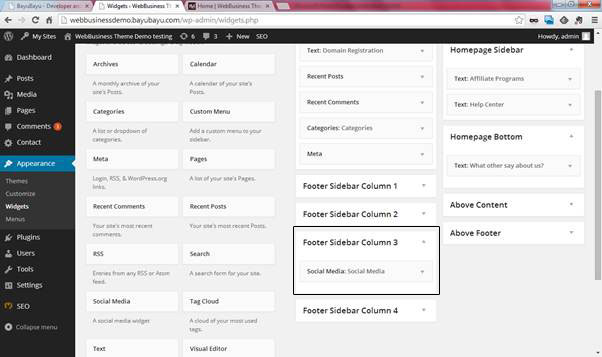 BayuBayu - Developer and
Widgets ‹ WebBusiness The
Home | WebBusiness The
webbusinessdemo.bayubayu.com/wp-admin/widgets.php
My Sites
WebBusiness Theme Demo testing
6
0
New
SEO
Howdy, admin
Dashboard
Posts
Media
Pages
Comments 3
Contact
Appearance
Themes
Customize
Widgets
Menus
Plugins
Users
Tools
Settings
SEO
Collapse menu
Archives
A monthly archive of your site's Posts.
Calendar
A calendar of your site's Posts.
Categories
A list or dropdown of categories.
Custom Menu
Add a custom menu to your sidebar.
Meta
Login, RSS, & WordPress.org links.
Pages
A list of your site's Pages.
Recent Comments
Your site's most recent comments.
Recent Posts
Your site's most recent Posts.
RSS
Entries from any RSS or Atom feed.
Search
A search form for your site.
Social Media
A social media widget
Tag Cloud
A cloud of your most used tags.
Text
Visual Editor
Text: Domain Registration
Recent Posts
Recent Comments
Categories: Categories
Meta
Footer Sidebar Column 1
Footer Sidebar Column 2
Footer Sidebar Column 3
Social Media: Social Media
Footer Sidebar Column 4
Homepage Sidebar
Text: Affiliate Programs
Text: Help Center
Homepage Bottom
Text: What other say about us?
Above Content
Above Footer